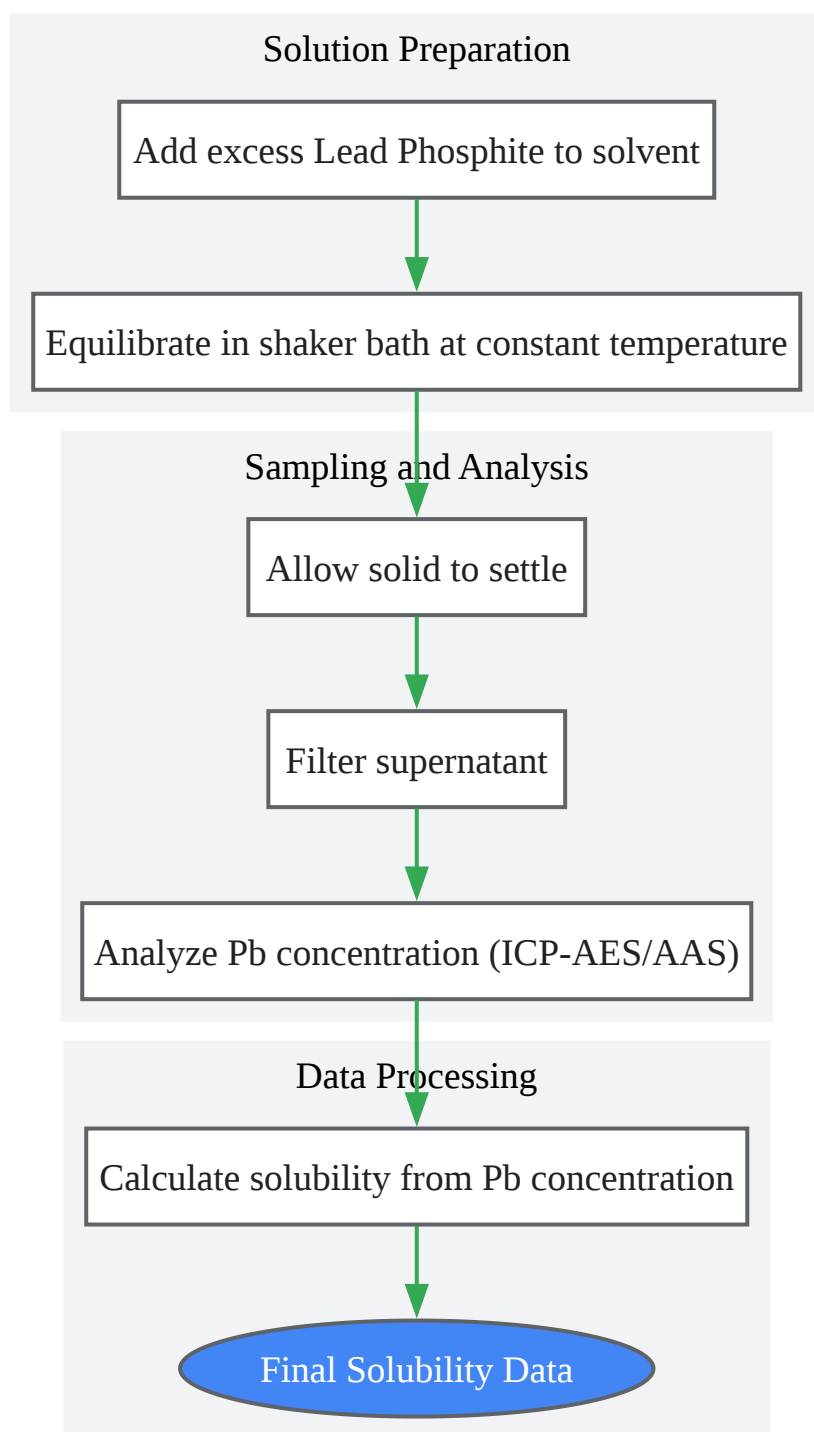 Solution Preparation
Add excess Lead Phosphite to solvent
Equilibrate in shaker bath at constant temperature
Sampling and Analysis
Allow solid to settle
Filter supernatant
Analyze Pb concentration (ICP-AES/AAS)
Data Processing
Calculate solubility from Pb concentration
Final Solubility Data